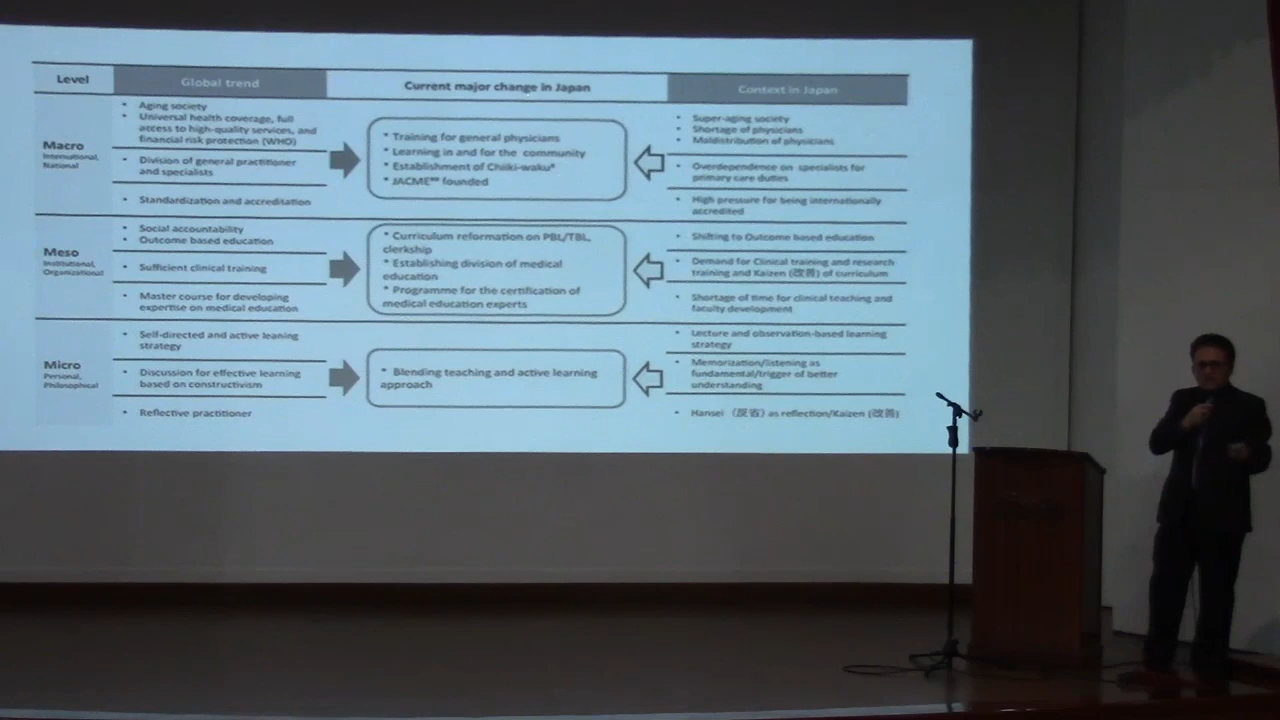 Level
Global trend
Current major change in Japan
Context in Japan
Macro
International,
National
• Aging society
• Universal health coverage, full
access to high-quality services, and
financial risk protection (WHO)
• Division of general practitioner
and specialists
• Standardization and accreditation
* Training for general physicians
* Learning in and for the community
* Establishment of Chiiki-waku*
* JACME** founded
• Super-aging society
• Shortage of physicians
• Maldistribution of physicians
• Overdependence on specialists for
primary care duties
• High pressure for being internationally
accredited
Meso
Institutional,
Organizational
• Social accountability
• Outcome based education
• Sufficient clinical training
• Master course for developing
expertise on medical education
* Curriculum reformation on PBL/TBL,
clerkship
* Establishing division of medical
education
* Programme for the certification of
medical education experts
• Shifting to Outcome based education
• Demand for Clinical training and research
training and Kaizen (改善) of curriculum
• Shortage of time for clinical teaching and
faculty development
Micro
Personal,
Philosophical
• Self-directed and active leaning
strategy
• Discussion for effective learning
based on constructivism
• Reflective practitioner
* Blending teaching and active learning
approach
• Lecture and observation-based learning
strategy
• Memorization/listening as
fundamental/trigger of better
understanding
• Hansei （反省) as reflection/Kaizen (改善)